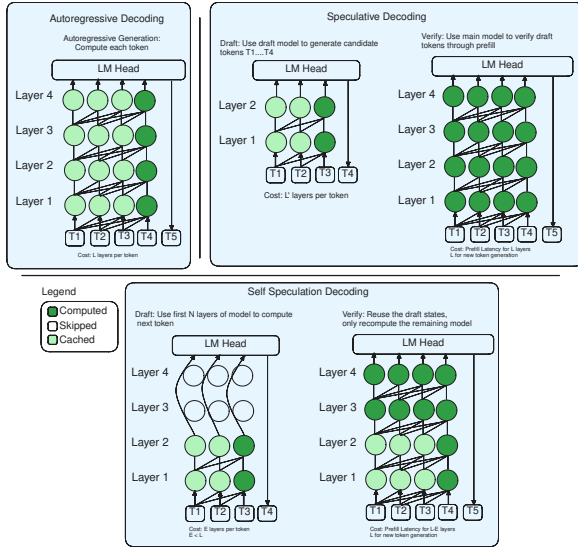 Autoregressive Decoding
Autoregressive Generation:
Compute each token
LM Head
Layer 4
Layer 3
Layer 2
Layer 1
T1 T2 T3 T4 T5
Cost: L layers per token
Speculative Decoding
Draft: Use draft model to generate candidate
tokens T1....T4
LM Head
Layer 2
Layer 1
T1 T2 T3 T4
Cost: L' layers per token
Verify: Use main model to verify draft
tokens through prefill
LM Head
Layer 4
Layer 3
Layer 2
Layer 1
T1 T2 T3 T4 T5
Cost: Prefill Latency for L layers
L for new token generation
Legend
Computed
Skipped
Cached
Self Speculation Decoding
Draft: Use first N layers of model to compute
next token
LM Head
Layer 4
Layer 3
Layer 2
Layer 1
T1 T2 T3 T4
Cost: E layers per token
E < L
Verify: Reuse the draft states,
only recompute the remaining model
LM Head
Layer 4
Layer 3
Layer 2
Layer 1
T1 T2 T3 T4 T5
Cost: Prefill Latency for L-E layers
L for new token generation